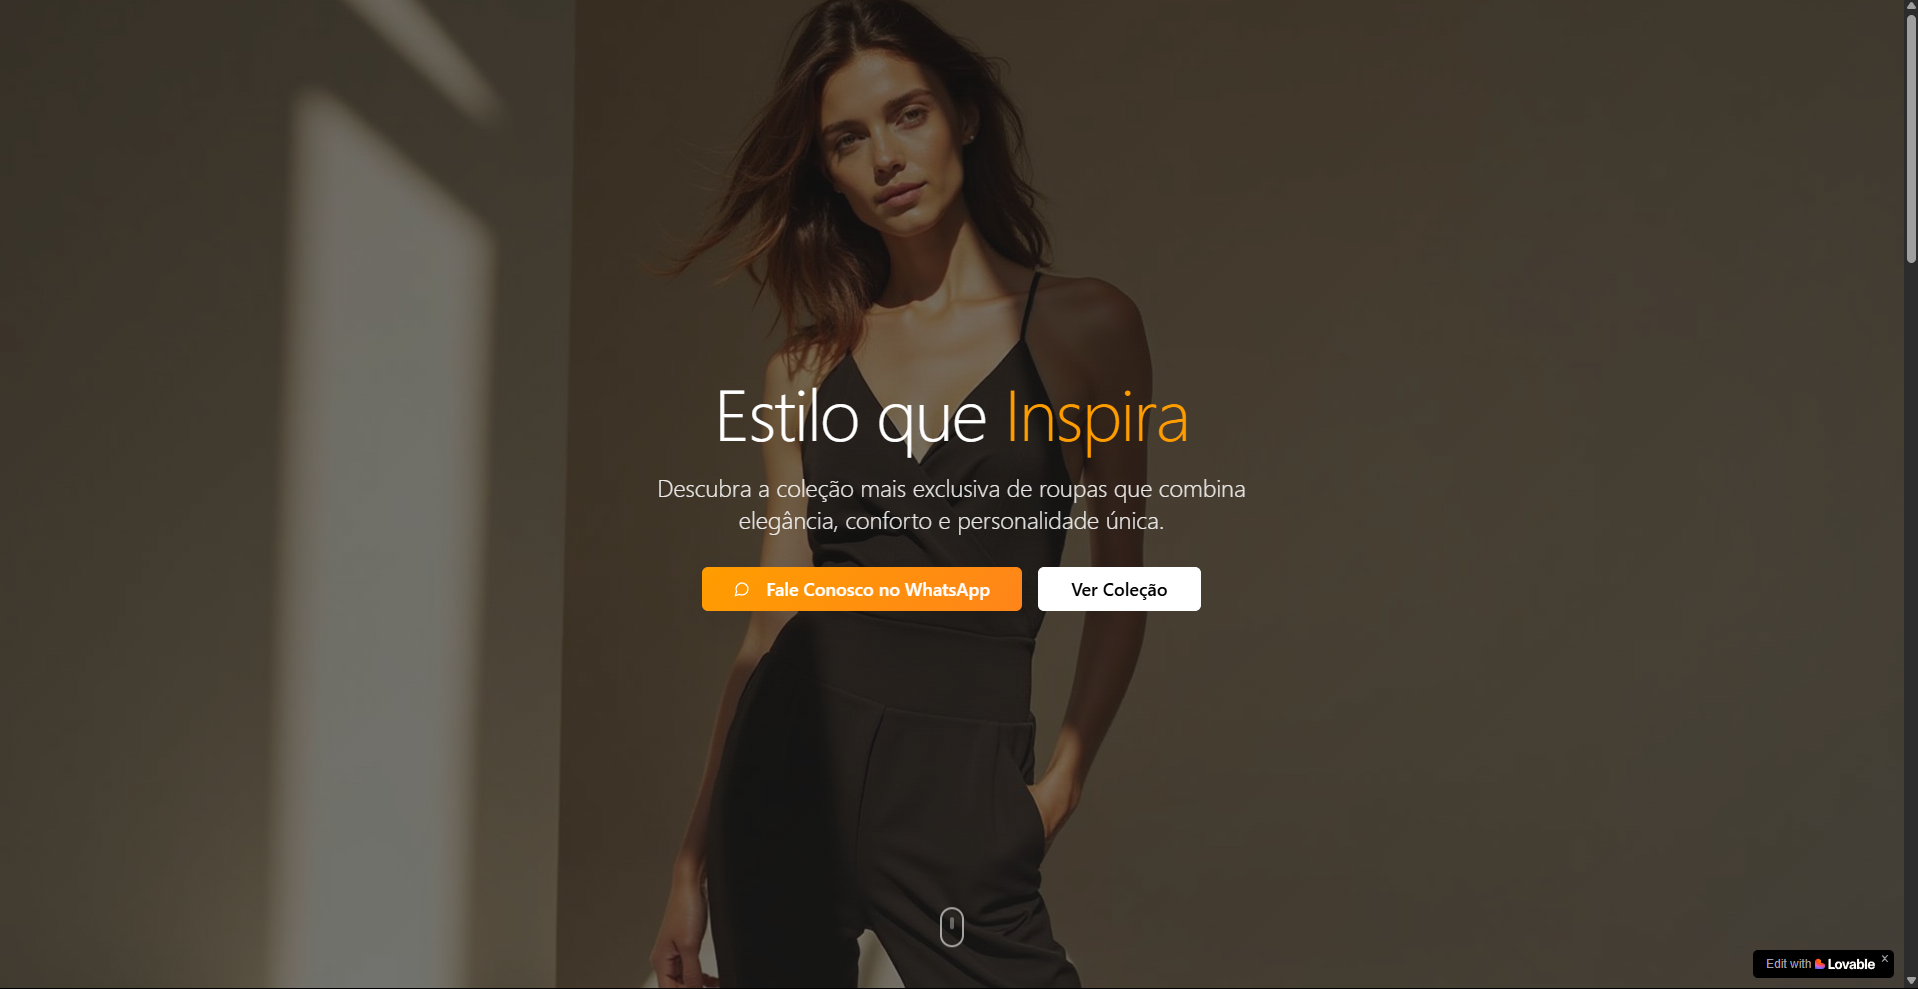 Estilo que Inspira
Descubra a coleção mais exclusiva de roupas que combina
elegância, conforto e personalidade única.
Fale Conosco no WhatsApp
Ver Coleção
Edit with Lovable x